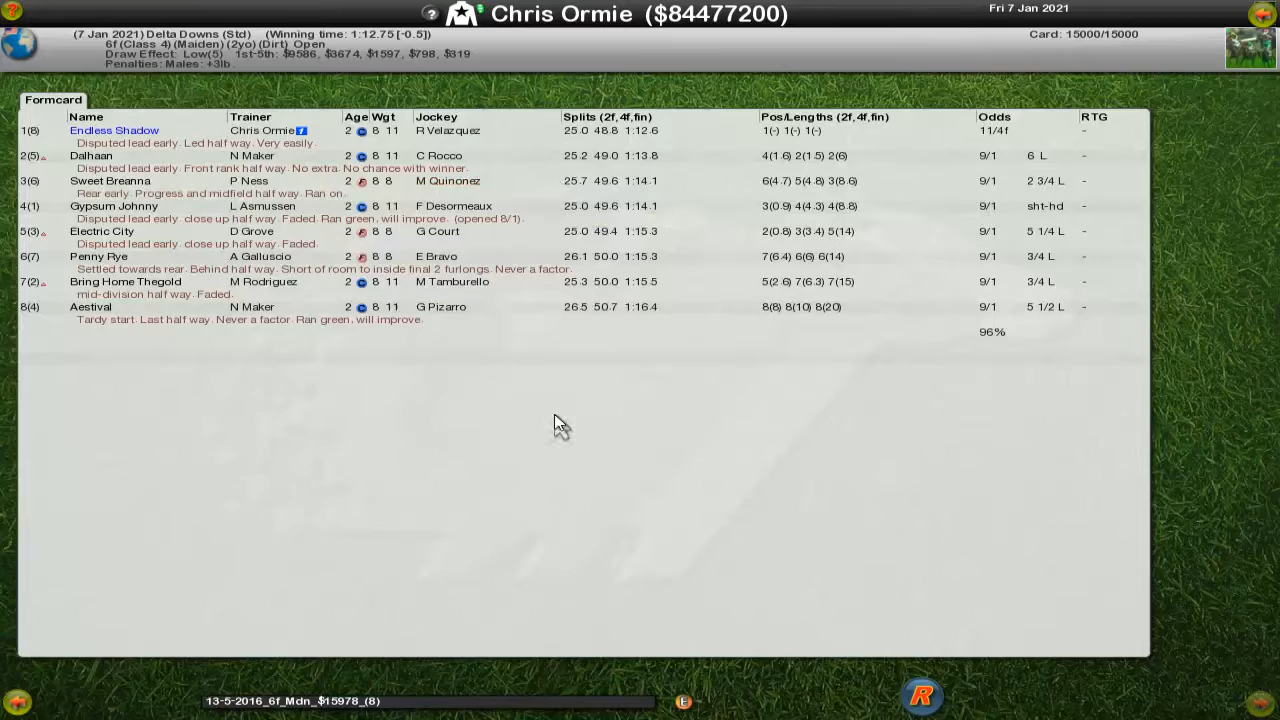 Chris Ormie ($84477200)
Fri 7 Jan 2021
(7 Jan 2021) Delta Downs (Std) (Winning time: 1:12.75 [-0.5])
Card: 15000/15000
6f (Class 4) (Maiden) (2yo) (Dirt) Open
Draw Effect: Low(5) 1st-5th: $9586, $3674, $1597, $798, $319
Penalties: Males: +3lb.
Formcard
Name Trainer Age Wgt Jockey Splits (2f,4f,fin) Pos/Lengths (2f,4f,fin) Odds RTG
1(8) Endless Shadow Chris Ormie 2 C 8 11 R Velazquez 25.0 48.8 1:12.6 1(-) 1(-) 1(-) 11/4f -
Disputed lead early. Led half way. Very easily.
2(5) Dalhaan N Maker 2 C 8 11 C Rocco 25.2 49.0 1:13.8 4(1.6) 2(1.5) 2(6) 9/1 6 L -
Disputed lead early. Front rank half way. No extra. No chance with winner.
3(6) Sweet Breanna P Ness 2 F 8 8 M Quinonez 25.7 49.6 1:14.1 6(4.7) 5(4.8) 3(8.6) 9/1 2 3/4 L -
Rear early. Progress and midfield half way. Ran on.
4(1) Gypsum Johnny L Asmussen 2 C 8 11 F Desormeaux 25.0 49.6 1:14.1 3(0.9) 4(4.3) 4(8.8) 9/1 sht-hd -
Disputed lead early. close up half way. Faded. Ran green, will improve. (opened 8/1).
5(3) Electric City D Grove 2 F 8 8 G Court 25.0 49.4 1:15.3 2(0.8) 3(3.4) 5(14) 9/1 5 1/4 L -
Disputed lead early. close up half way. Faded.
6(7) Penny Rye A Galluscio 2 F 8 8 E Bravo 26.1 50.0 1:15.3 7(6.4) 6(6) 6(14) 9/1 3/4 L -
Settled towards rear. Behind half way. Short of room to inside final 2 furlongs. Never a factor.
7(2) Bring Home Thegold M Rodriguez 2 C 8 11 M Tamburello 25.3 50.0 1:15.5 5(2.6) 7(6.3) 7(15) 9/1 3/4 L -
mid-division half way. Faded.
8(4) Aestival N Maker 2 C 8 11 G Pizarro 26.5 50.7 1:16.4 8(8) 8(10) 8(20) 9/1 5 1/2 L -
Tardy start. Last half way. Never a factor. Ran green, will improve.
96%
13-5-2016_6f_Mdn_$15978_(8)
E
R